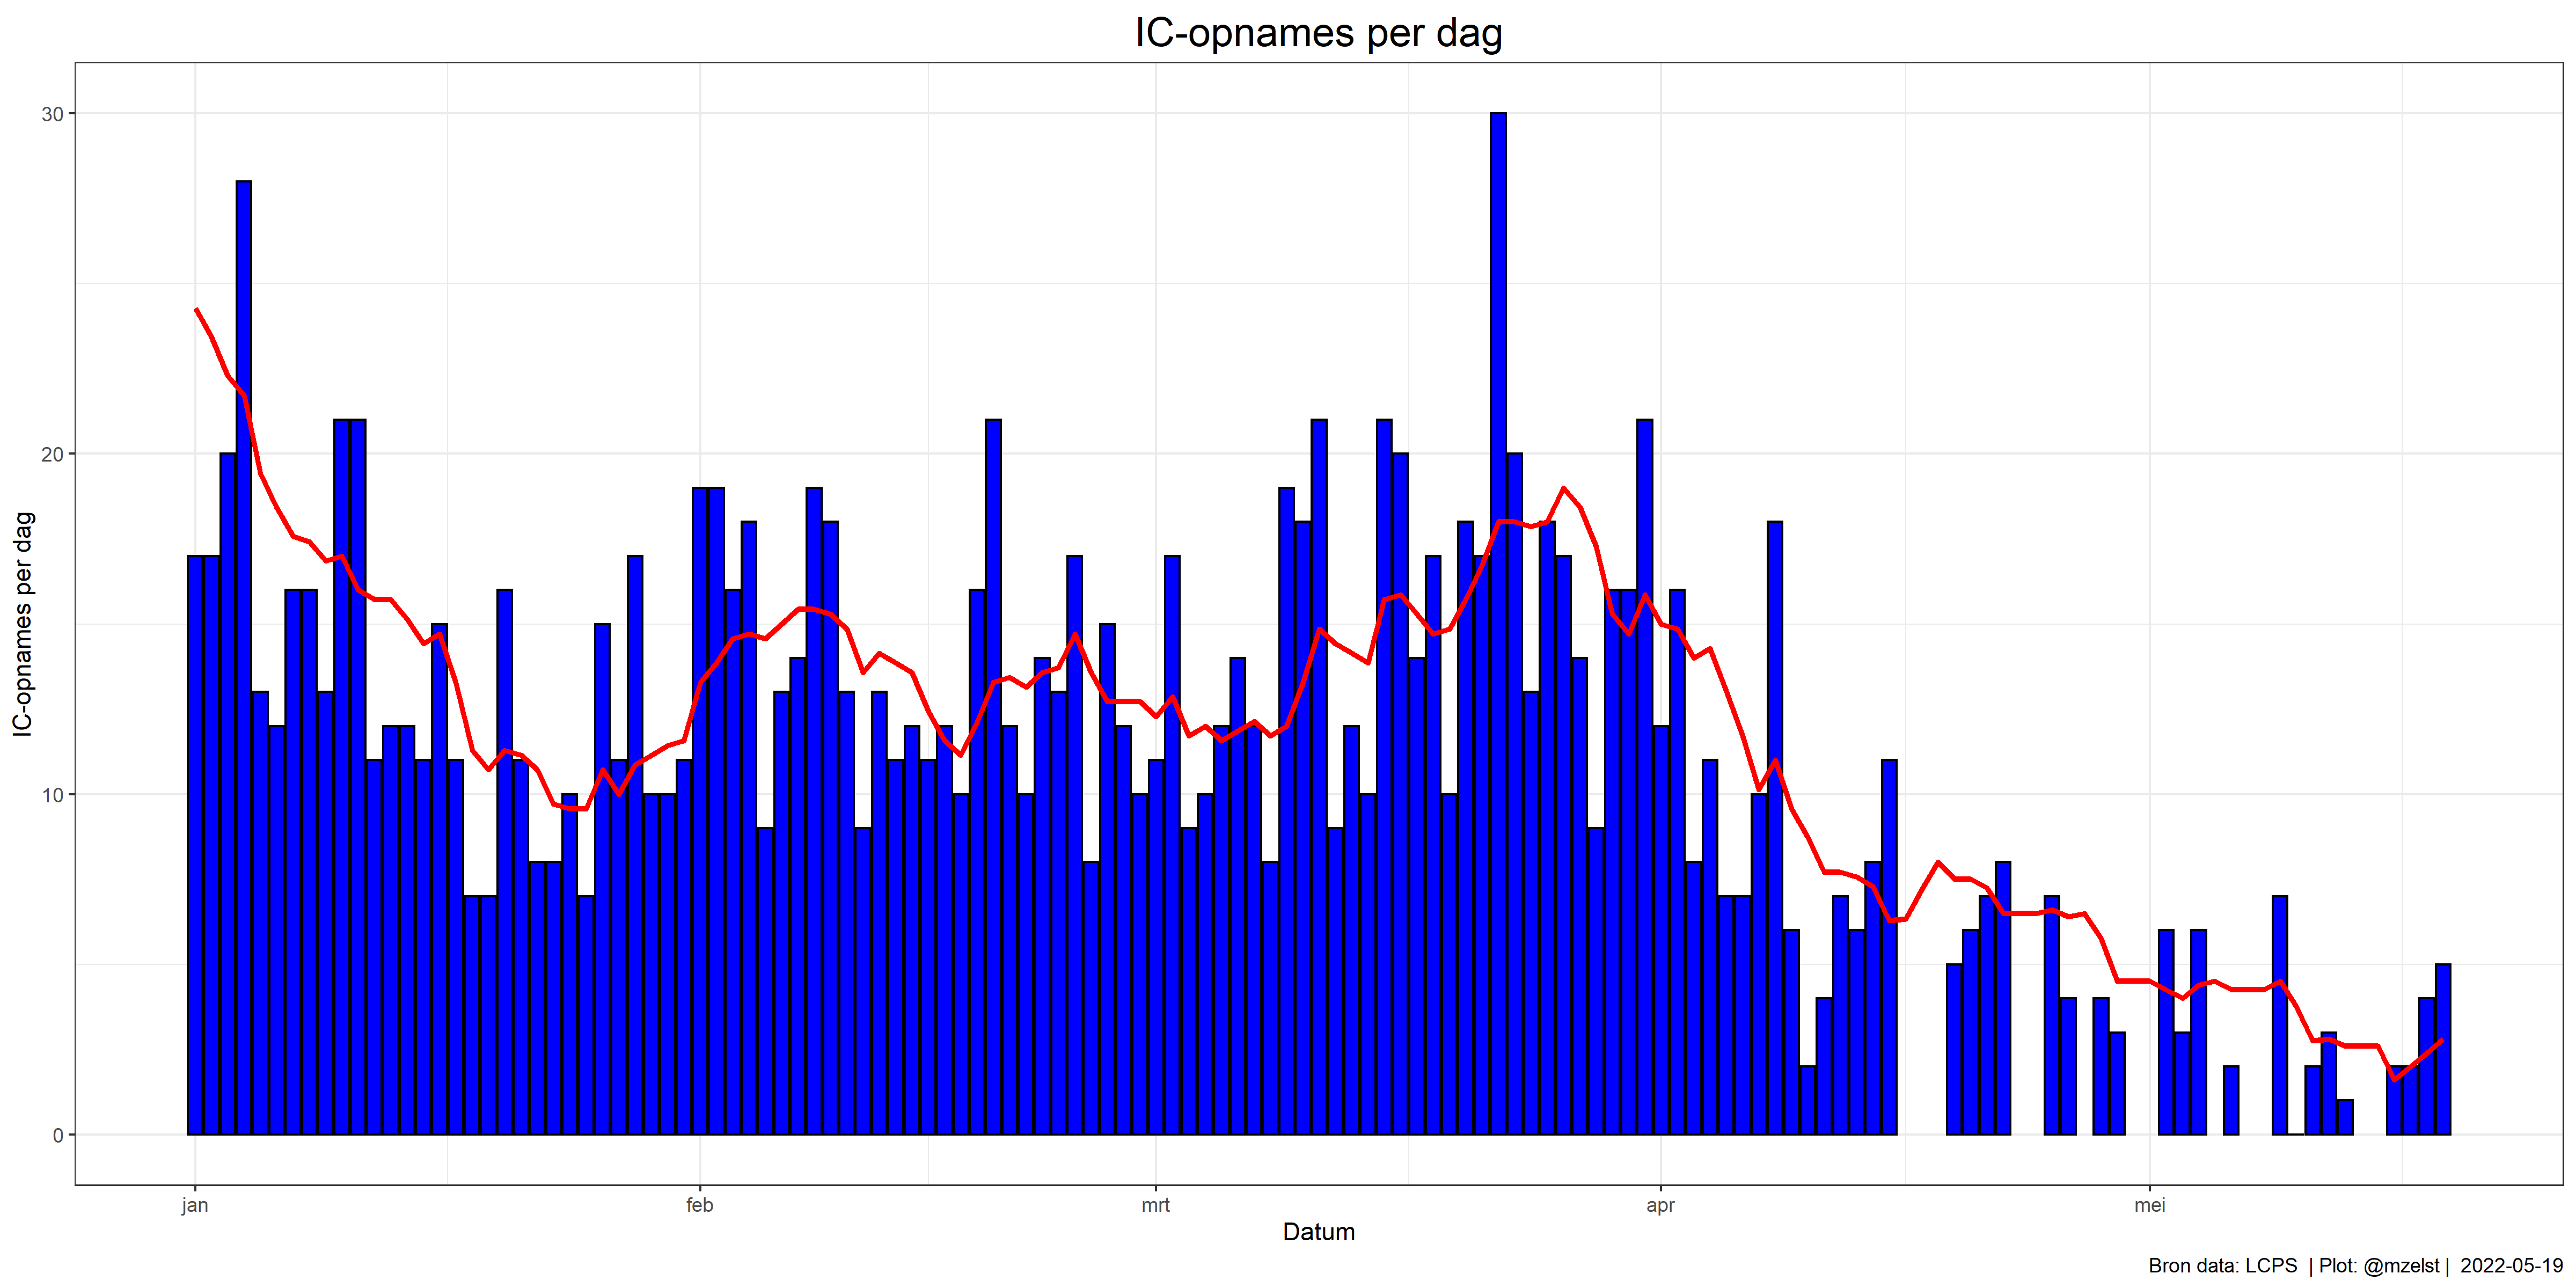 IC-opnames per dag
IC-opnames per dag
30
20
10
0
jan feb mrt apr mei
Datum
Bron data: LCPS | Plot: @mzelst | 2022-05-19